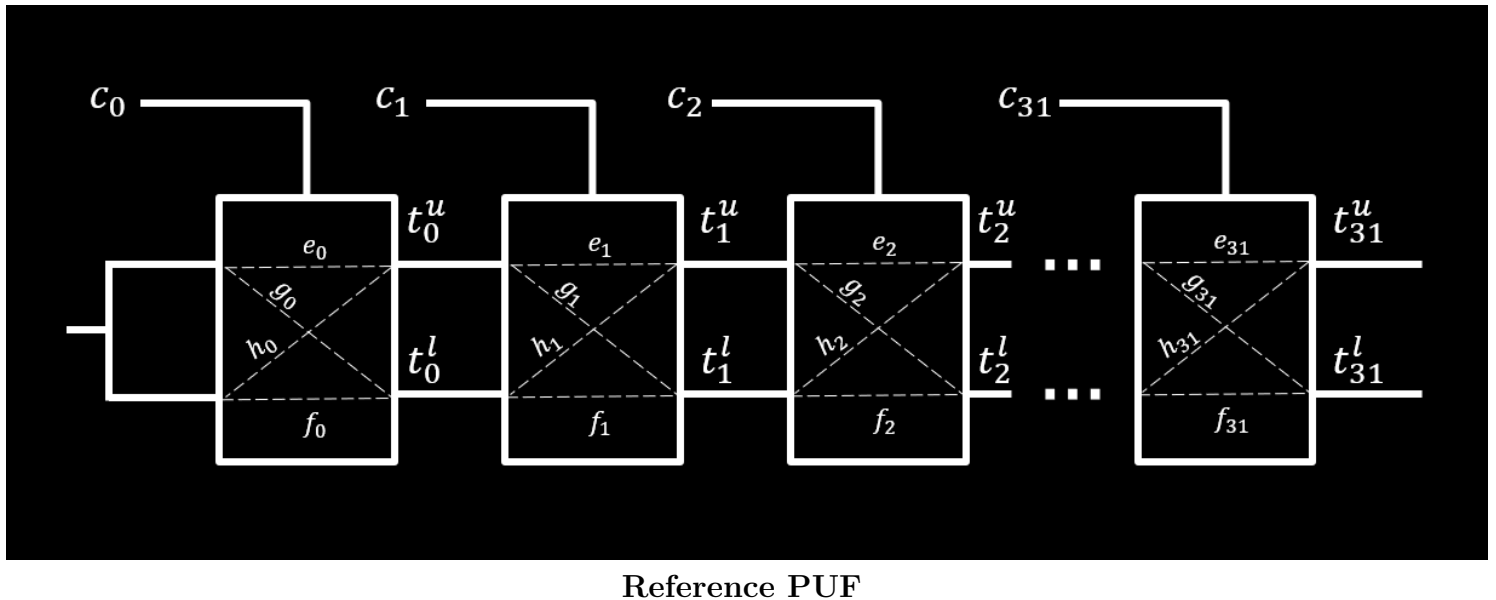 c₀ c₁ c₂ c₃₁
t₀ᵘ t₁ᵘ t₂ᵘ t₃₁ᵘ
e₀ e₁ e₂ e₃₁
g₀ g₁ g₂ ... g₃₁
h₀ h₁ h₂ h₃₁
t₀ˡ t₁ˡ t₂ˡ ... t₃₁ˡ
f₀ f₁ f₂ f₃₁
Reference PUF